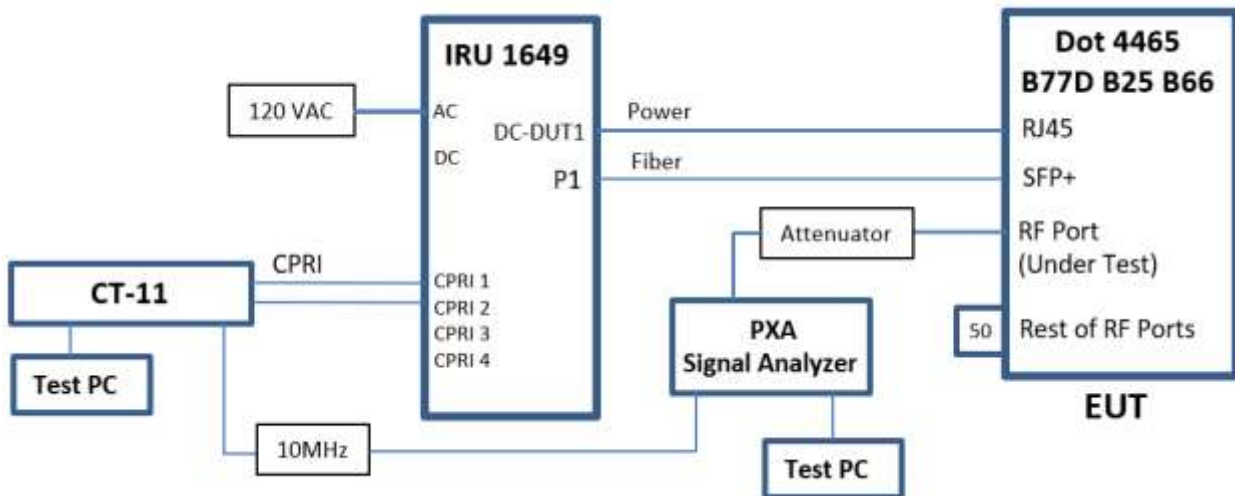 IRU 1649
AC
DC
DC-DUT1
P1
CPRI 1
CPRI 2
CPRI 3
CPRI 4
120 VAC
Power
Fiber
Dot 4465
B77D B25 B66
RJ45
SFP+
RF Port
(Under Test)
Rest of RF Ports
50
EUT
Attenuator
CPRI
CT-11
Test PC
10MHz
PXA
Signal Analyzer
Test PC